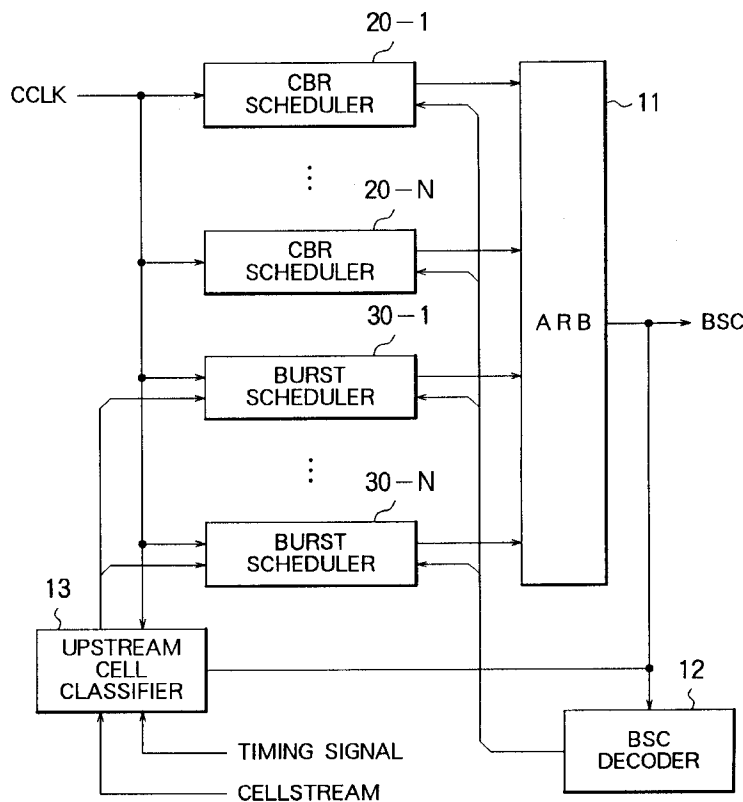 20-1
CCLK
CBR
SCHEDULER
11
20-N
CBR
SCHEDULER
ARB
BSC
30-1
BURST
SCHEDULER
30-N
BURST
SCHEDULER
13
UPSTREAM
CELL
CLASSIFIER
12
BSC
DECODER
TIMING SIGNAL
CELLSTREAM